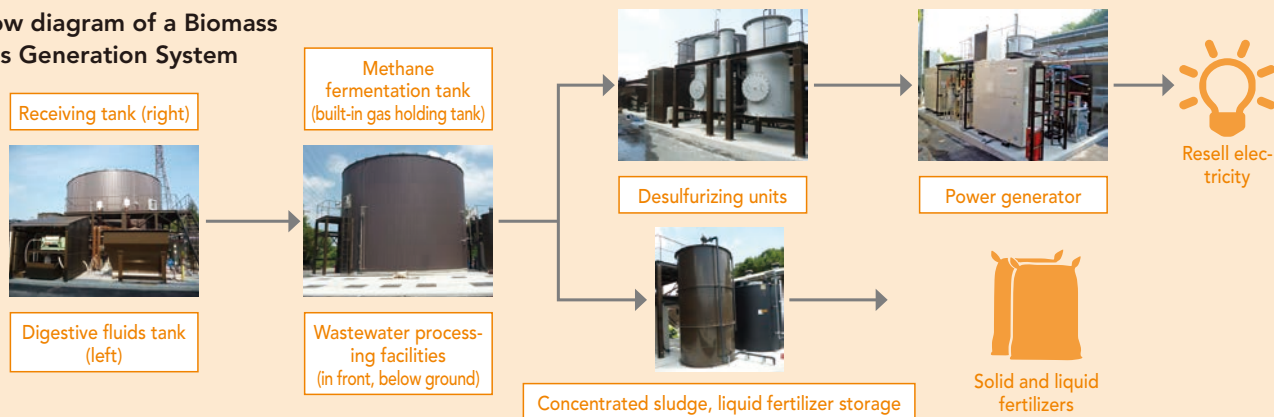 ow diagram of a Biomass
s Generation System
Receiving tank (right)
Digestive fluids tank
(left)
Methane
fermentation tank
(built-in gas holding tank)
Wastewater process-
ing facilities
(in front, below ground)
Desulfurizing units
Power generator
Resell elec-
tricity
Concentrated sludge, liquid fertilizer storage
Solid and liquid
fertilizers